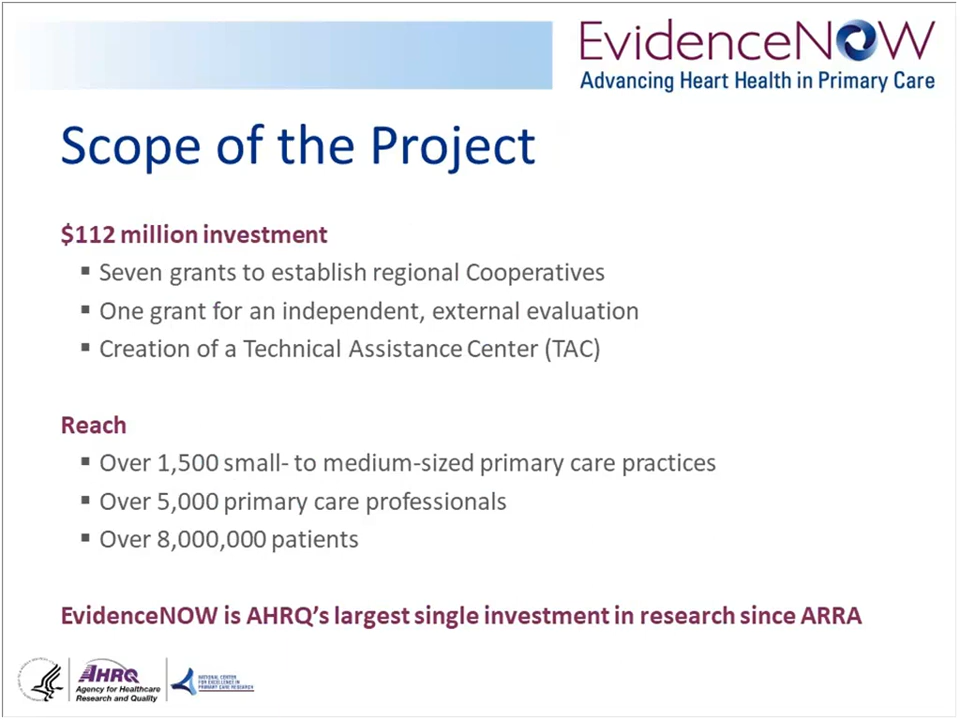 EvidenceNOW
Advancing Heart Health in Primary Care
Scope of the Project
$112 million investment
▪ Seven grants to establish regional Cooperatives
▪ One grant for an independent, external evaluation
▪ Creation of a Technical Assistance Center (TAC)
Reach
▪ Over 1,500 small- to medium-sized primary care practices
▪ Over 5,000 primary care professionals
▪ Over 8,000,000 patients
EvidenceNOW is AHRQ's largest single investment in research since ARRA
AHRQ
Agency for Healthcare
Research and Quality
NATIONAL CENTER
FOR EXCELLENCE IN
PRIMARY CARE RESEARCH